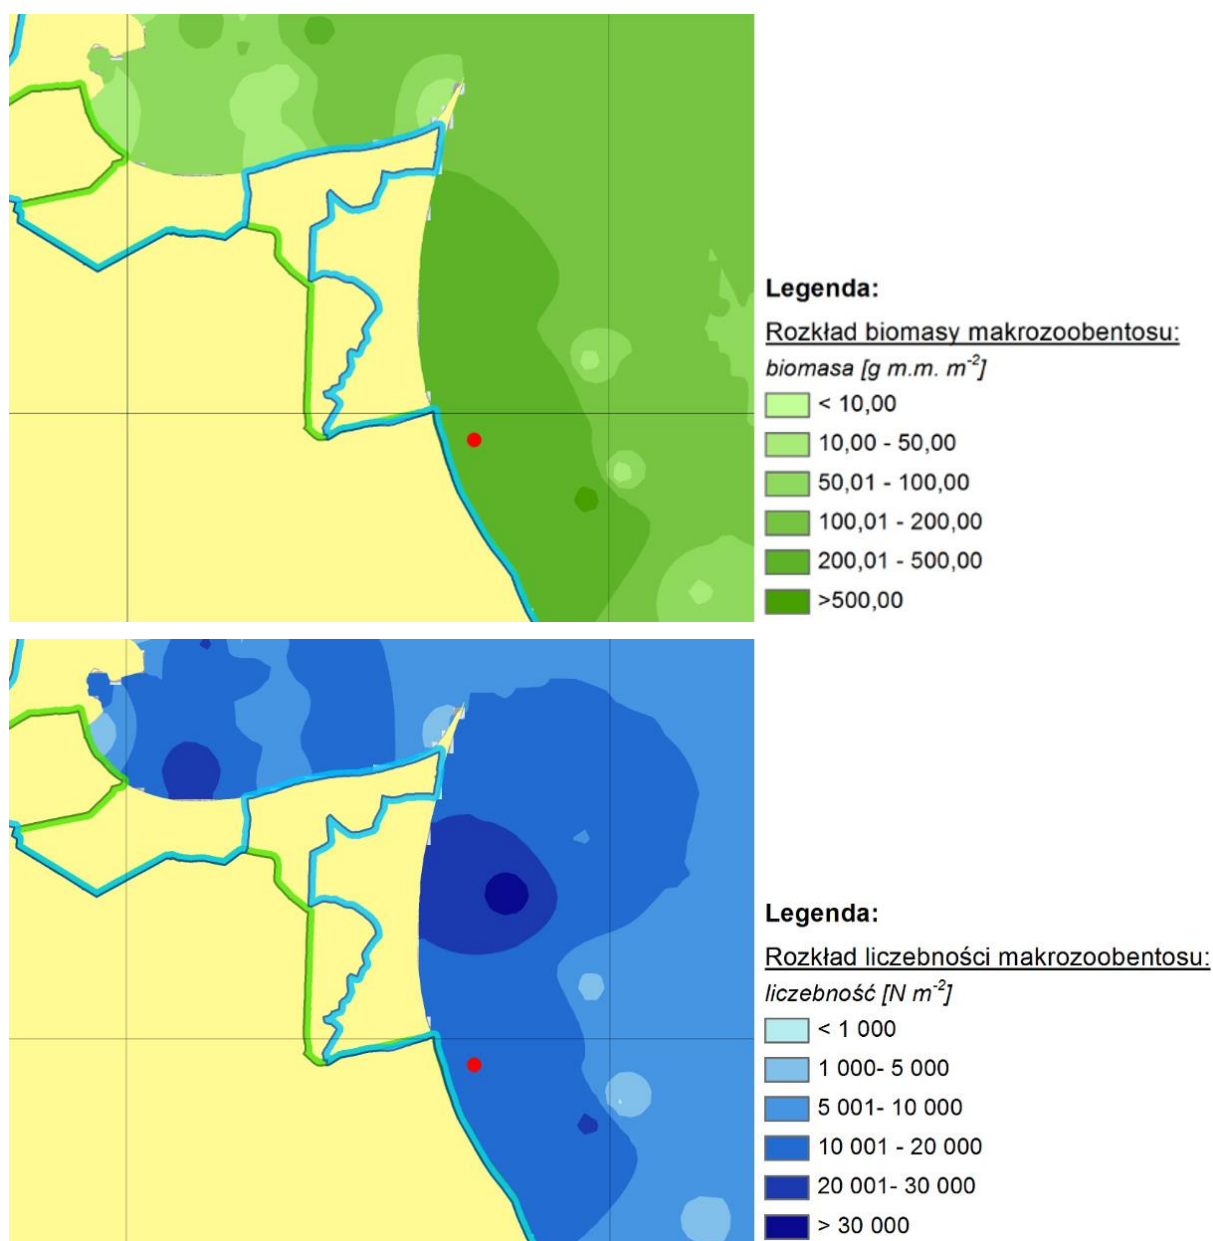 Legenda:
Rozkład biomasy makrozoobentosu:
biomasa [g m.m. m⁻²]
< 10,00
10,00 - 50,00
50,01 - 100,00
100,01 - 200,00
200,01 - 500,00
>500,00
Legenda:
Rozkład liczebności makrozoobentosu:
liczebność [N m⁻²]
< 1 000
1 000- 5 000
5 001- 10 000
10 001 - 20 000
20 001- 30 000
> 30 000